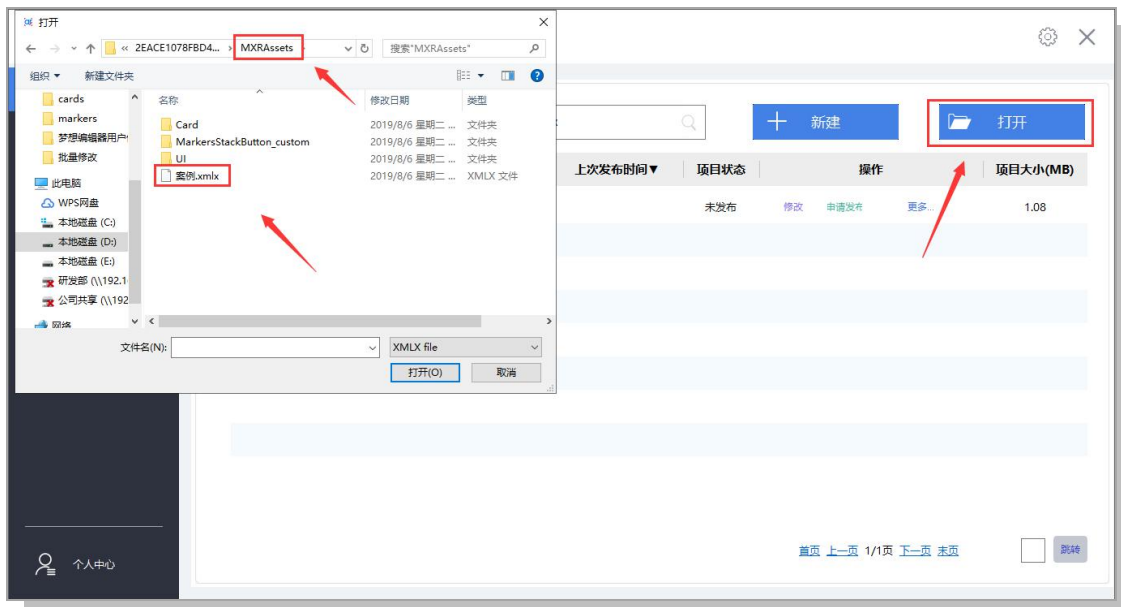 打开
« 2EACE1078FBD4... › MXRAssets
搜索"MXRAssets"
组织 新建文件夹
cards
markers
梦想编辑器用户
批量修改
此电脑
WPS网盘
本地磁盘 (C:)
本地磁盘 (D:)
本地磁盘 (E:)
研发部 (\\192.1
公司共享 (\\192
网络
名称 修改日期 类型
Card 2019/8/6 星期二 ... 文件夹
MarkersStackButton_custom 2019/8/6 星期二 ... 文件夹
UI 2019/8/6 星期二 ... 文件夹
案例.xmlx 2019/8/6 星期二 ... XMLX 文件
文件名(N): XMLX file
打开(O) 取消
新建 打开
上次发布时间▼ 项目状态 操作 项目大小(MB)
未发布 修改 申请发布 更多... 1.08
首页 上一页 1/1页 下一页 末页 跳转
个人中心